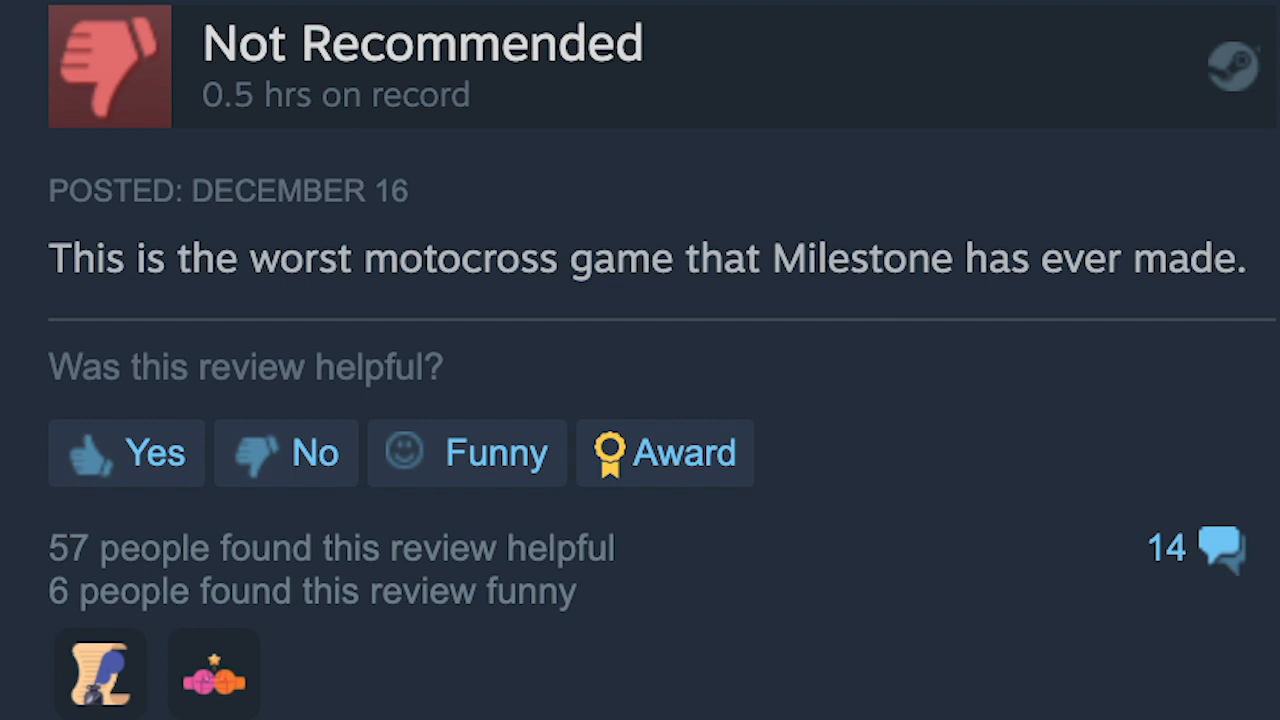 Not Recommended
0.5 hrs on record
POSTED: DECEMBER 16
This is the worst motocross game that Milestone has ever made.
Was this review helpful?
Yes No Funny Award
57 people found this review helpful 14
6 people found this review funny